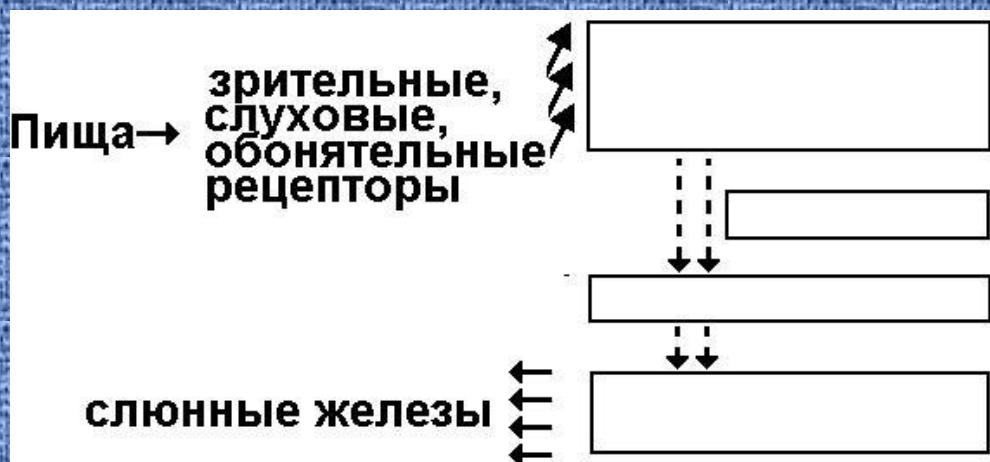 Пища→
зрительные,
слуховые,
обонятельные
рецепторы
слюнные железы